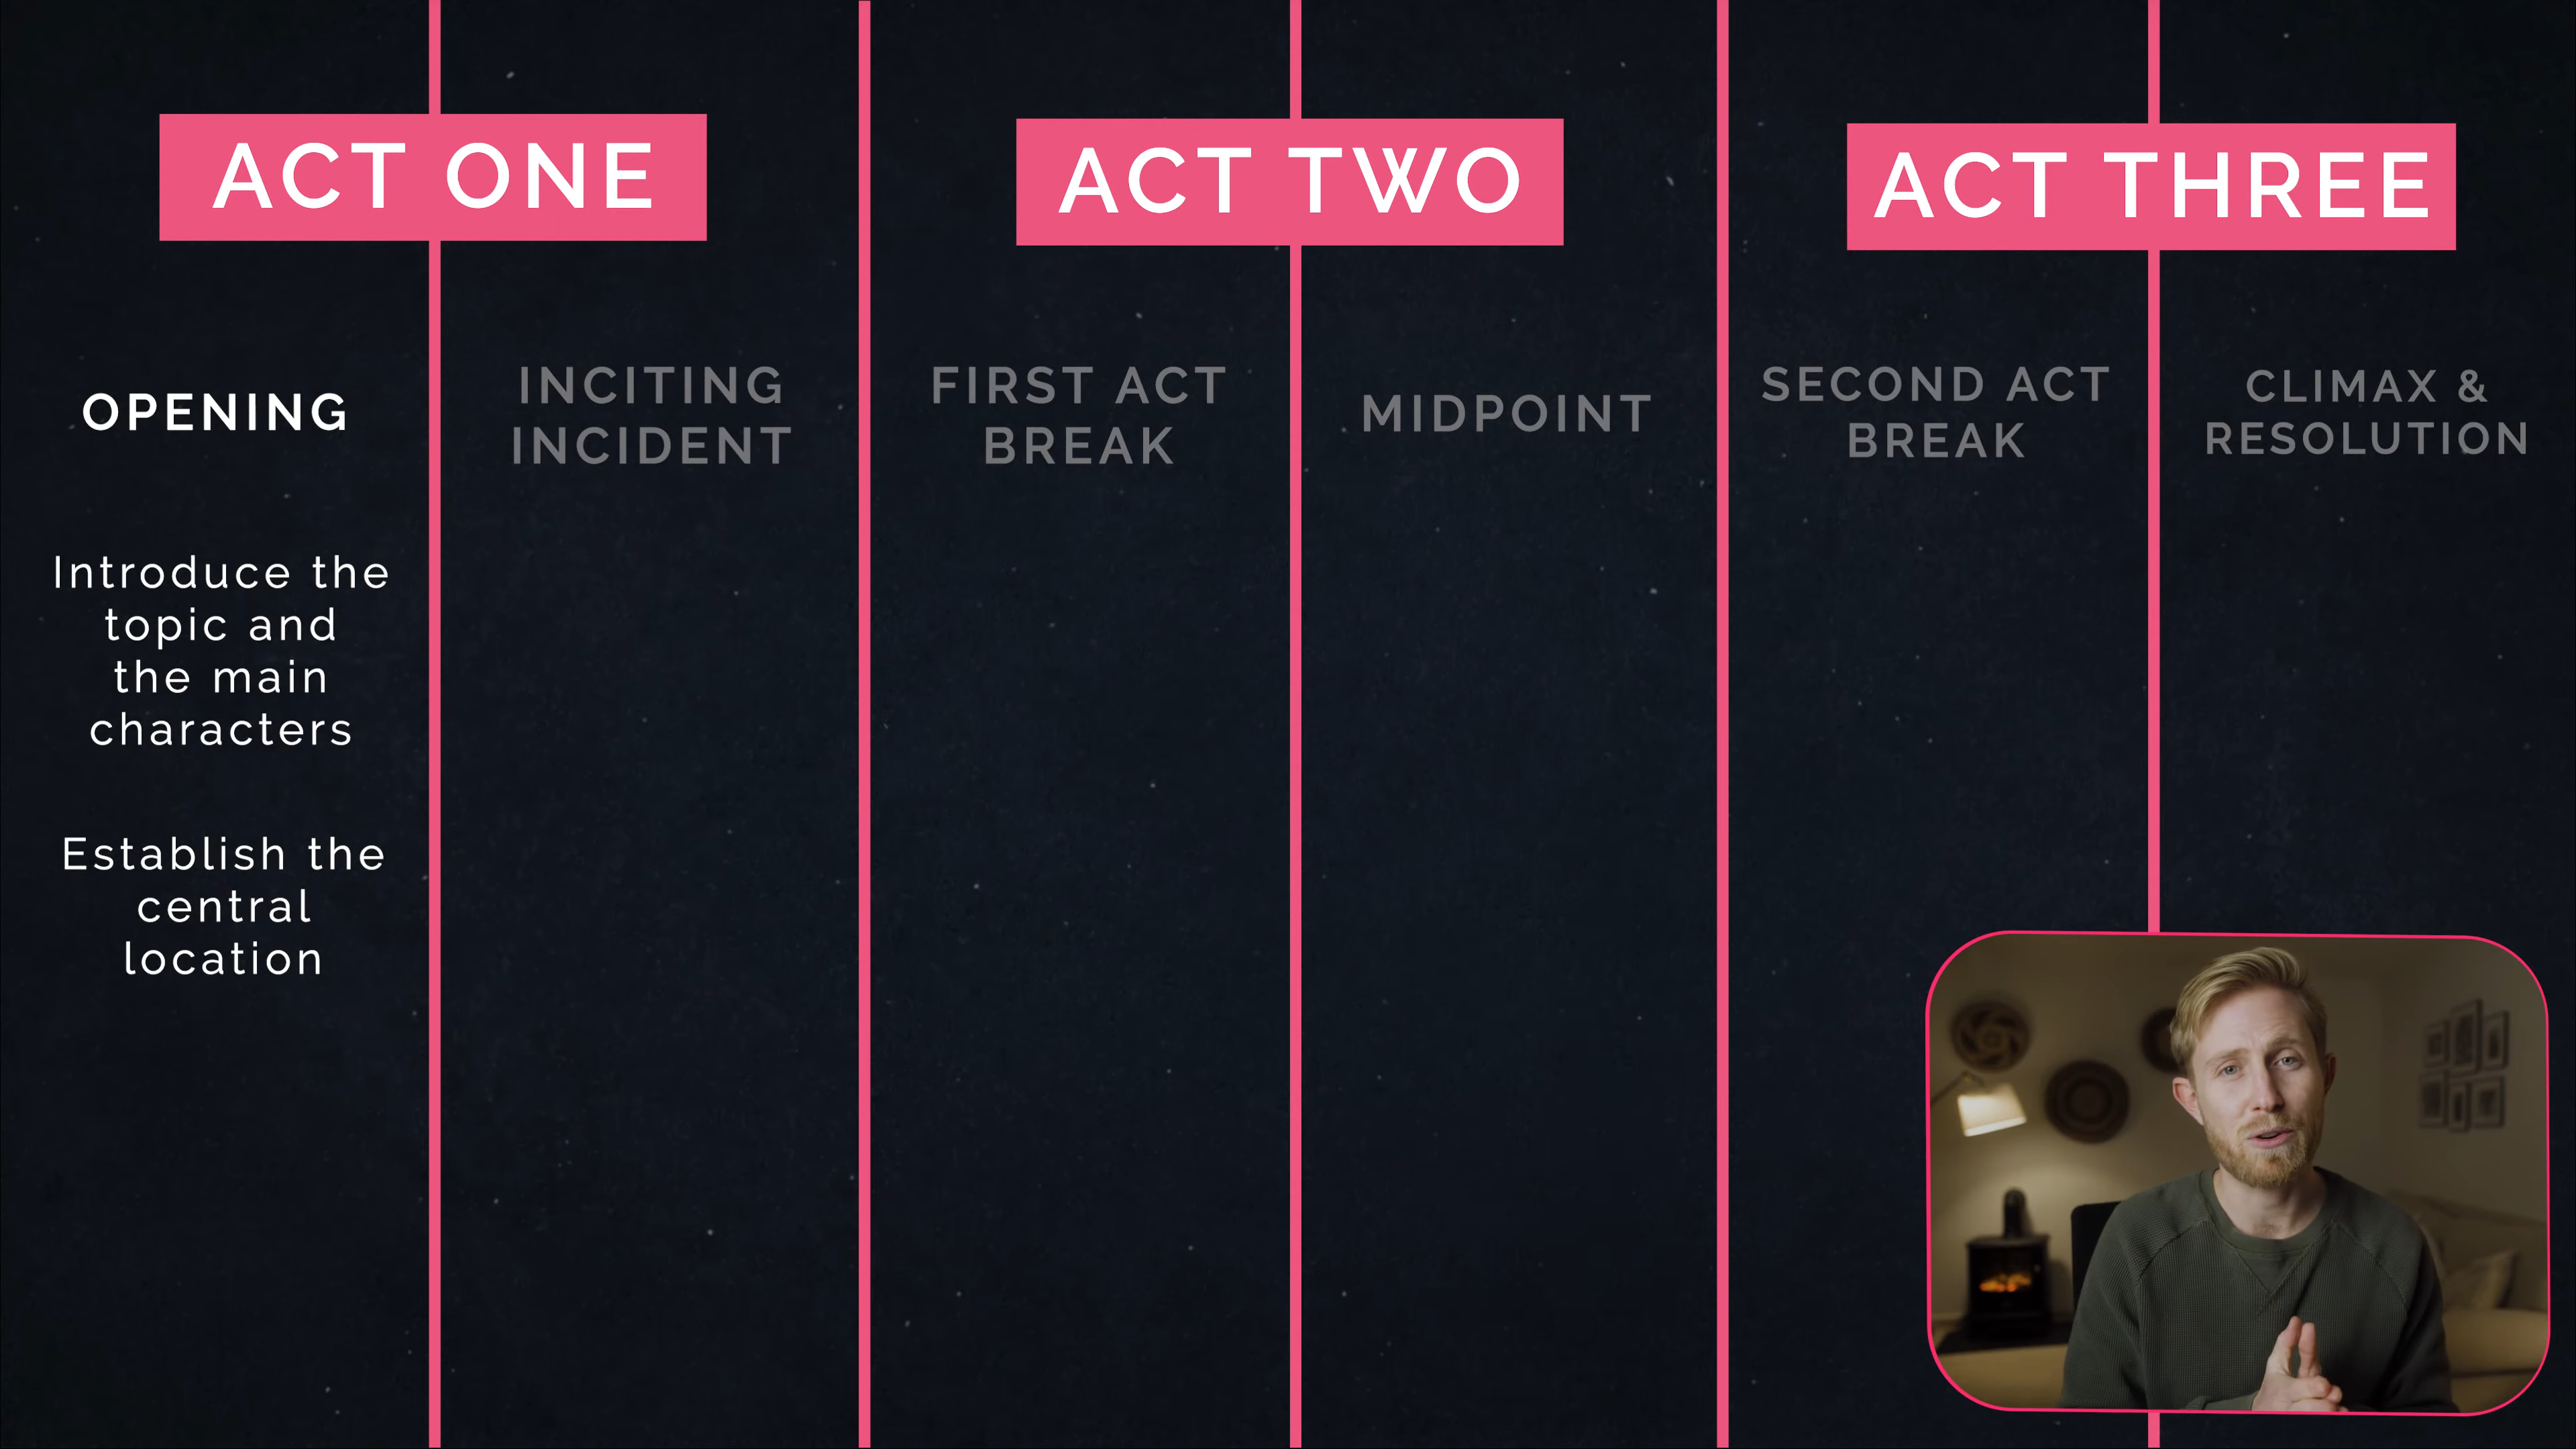 ACT ONE
ACT TWO
ACT THREE
OPENING
INCITING
INCIDENT
FIRST ACT
BREAK
MIDPOINT
SECOND ACT
BREAK
CLIMAX &
RESOLUTION
Introduce the
topic and
the main
characters
Establish the
central
location